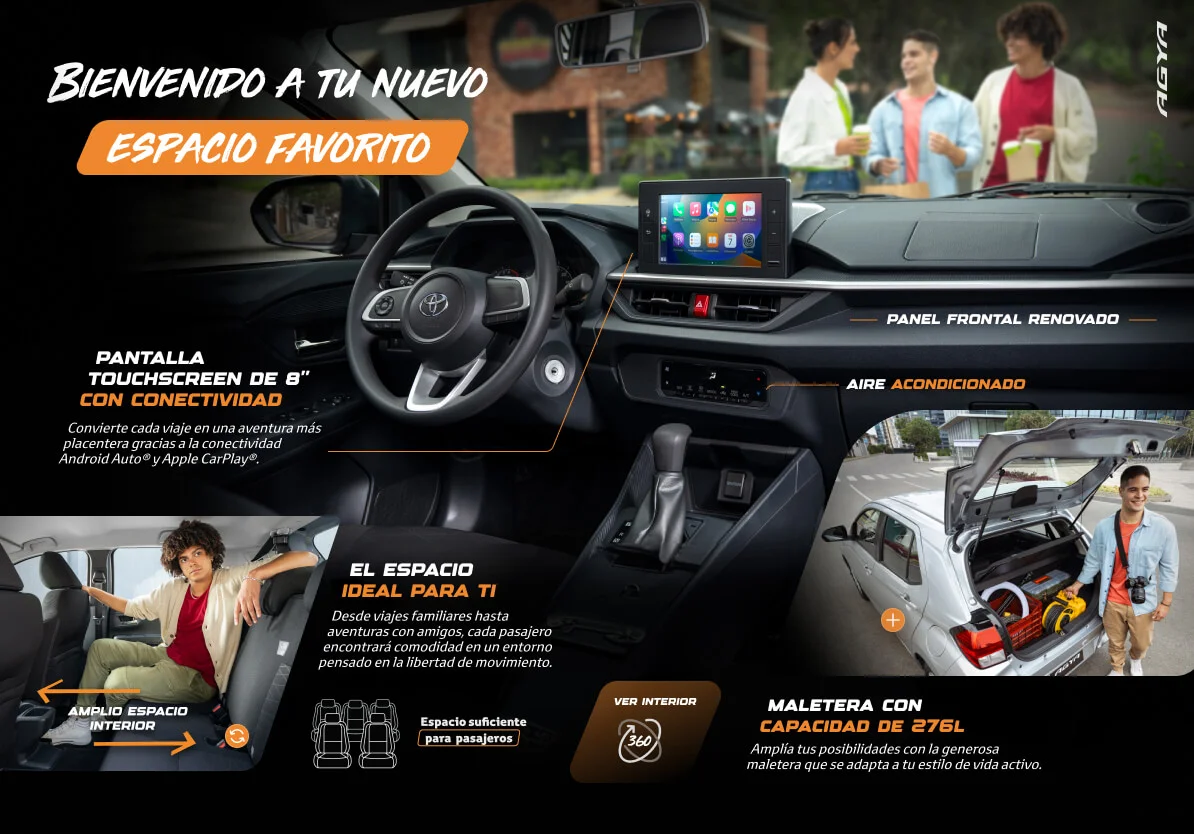 BIENVENIDO A TU NUEVO
ESPACIO FAVORITO
AGYA
PANEL FRONTAL RENOVADO
PANTALLA
TOUCHSCREEN DE 8"
CON CONECTIVIDAD
Convierte cada viaje en una aventura más
placentera gracias a la conectividad
Android Auto® y Apple CarPlay®.
AIRE ACONDICIONADO
EL ESPACIO
IDEAL PARA TI
Desde viajes familiares hasta
aventuras con amigos, cada pasajero
encontrará comodidad en un entorno
pensado en la libertad de movimiento.
AMPLIO ESPACIO
INTERIOR
Espacio suficiente
para pasajeros
VER INTERIOR
360
AGYA
MALETERA CON
CAPACIDAD DE 276L
Amplía tus posibilidades con la generosa
maletera que se adapta a tu estilo de vida activo.